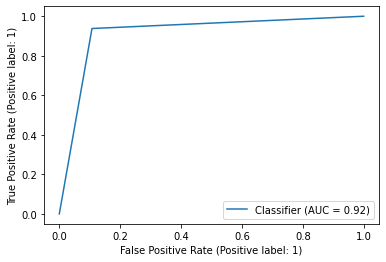 True Positive Rate (Positive label: 1)
1.0
0.8
0.6
0.4
0.2
0.0
Classifier (AUC = 0.92)
0.0 0.2 0.4 0.6 0.8 1.0
False Positive Rate (Positive label: 1)